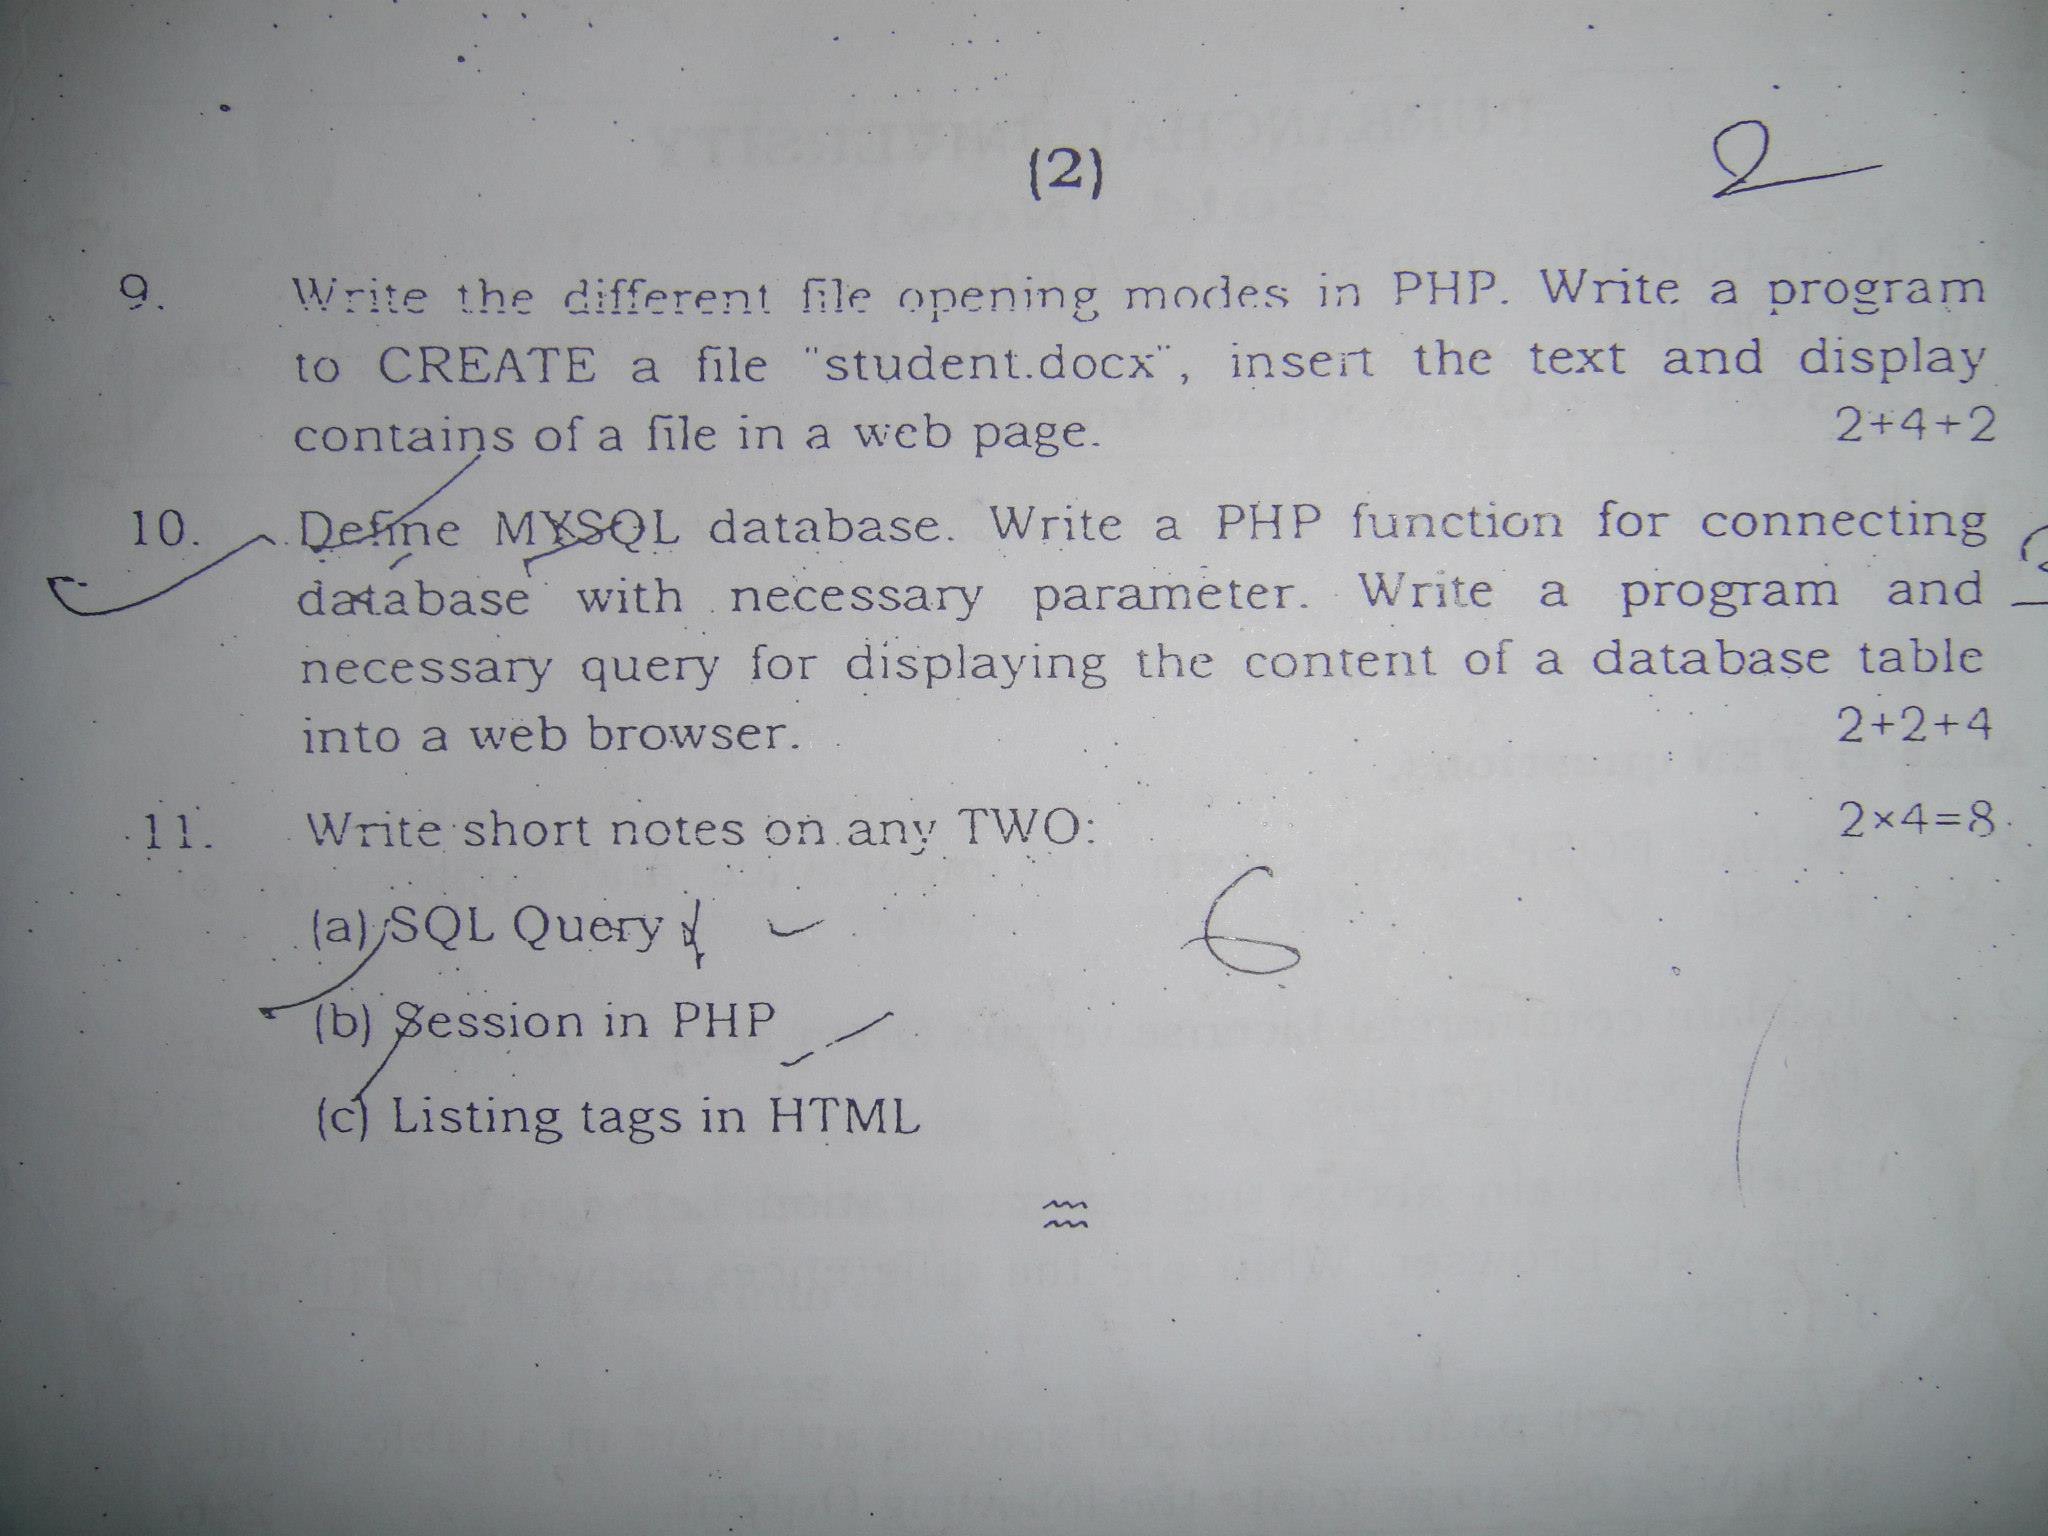 (2)
2
9. Write the different file opening modes in PHP. Write a program
to CREATE a file "student.docx", insert the text and display
contains of a file in a web page. 2+4+2
10. Define MYSQL database. Write a PHP function for connecting
database with necessary parameter. Write a program and
necessary query for displaying the content of a database table
into a web browser. 2+2+4
11. Write short notes on any TWO: 2×4=8
(a) SQL Query
(b) Session in PHP
(c) Listing tags in HTML
6